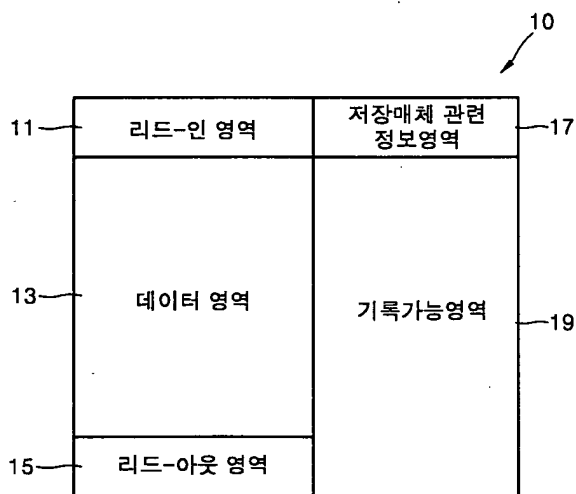 10
11
리드-인 영역
저장매체 관련
정보영역
17
13
데이터 영역
기록가능영역
19
15
리드-아웃 영역